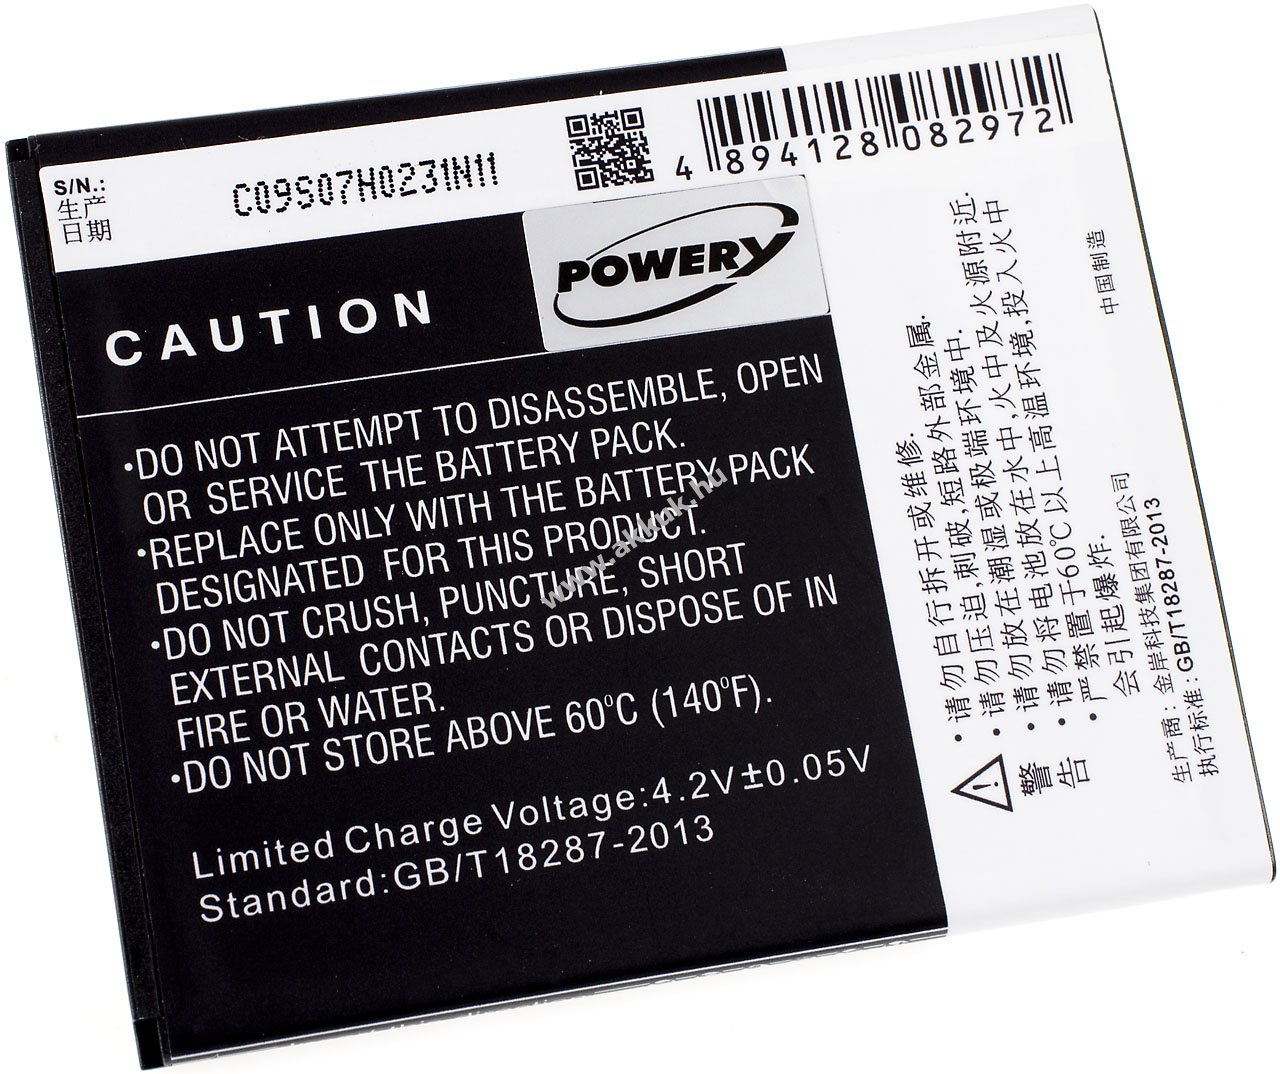 S/N.:
生产
日期
C09S07H0231N11
4 894128 082972
POWERY
CAUTION
•DO NOT ATTEMPT TO DISASSEMBLE, OPEN
OR SERVICE THE BATTERY PACK.
•REPLACE ONLY WITH THE BATTERY PACK
DESIGNATED FOR THIS PRODUCT.
•DO NOT CRUSH, PUNCTURE, SHORT
EXTERNAL CONTACTS OR DISPOSE OF IN
FIRE OR WATER.
•DO NOT STORE ABOVE 60°C (140°F).
Limited Charge Voltage:4.2V±0.05V
Standard:GB/T18287-2013
www.akkuk.hu
警告
•请勿自行拆开或维修.
•请勿压迫,刺破,短路外部金属.
•请勿放在潮湿或极端环境中.
•请勿将电池放在水中,火中及火源附近.
•严禁置于60℃以上高温环境,投入火中
会引起爆炸.
生产商:金岸科技集团有限公司
执行标准:GB/T18287-2013
中国制造